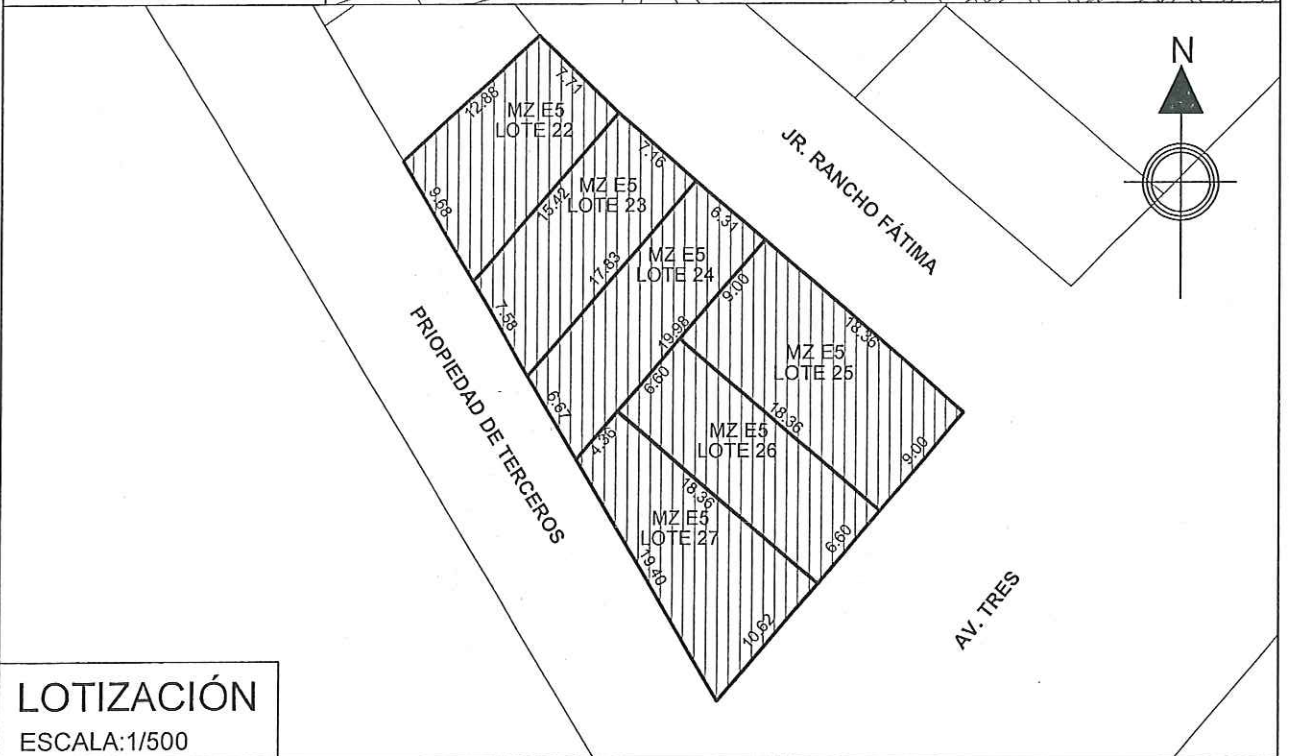 N
7.71
12.88
MZ E5
LOTE 22
9.68
7.16
15.42
MZ E5
LOTE 23
7.58
JR. RANCHO FÁTIMA
6.31
17.83
MZ E5
LOTE 24
6.67
9.00
19.98
6.60
4.36
18.36
MZ E5
LOTE 25
9.00
18.36
MZ E5
LOTE 26
6.60
18.36
MZ E5
LOTE 27
19.40
10.62
PRIOPIEDAD DE TERCEROS
AV. TRES
LOTIZACIÓN
ESCALA:1/500